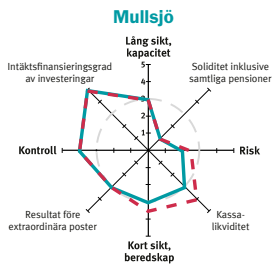 Mullsjö
Lång sikt,
kapacitet
Intäktsfinansieringsgrad
av investeringar
Soliditet inklusive
samtliga pensioner
5
4
3
2
1
Kontroll
Risk
Resultat före
extraordinära poster
Kassa-
likviditet
Kort sikt,
beredskap